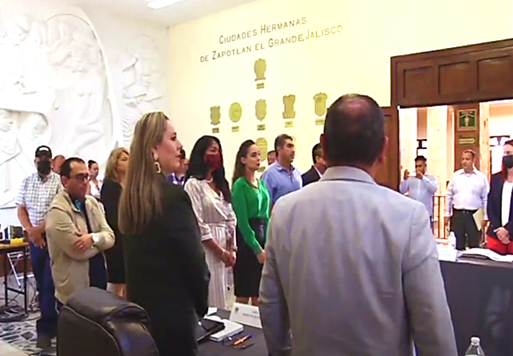 Ciudades Hermanas
de Zapotlan el Grande, Jalisco